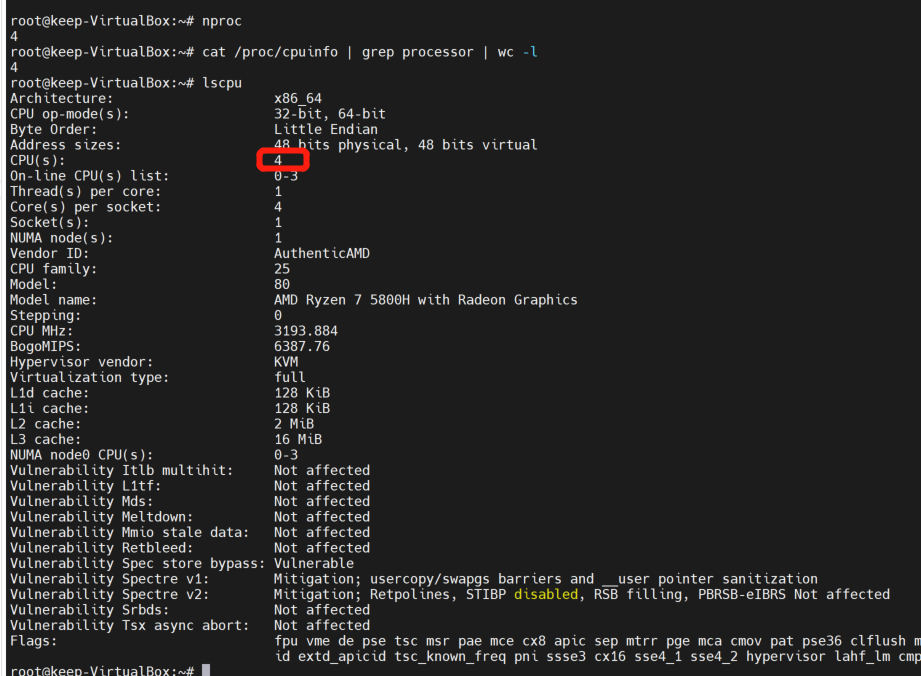 root@keep-VirtualBox:~# nproc
4
root@keep-VirtualBox:~# cat /proc/cpuinfo | grep processor | wc -l
4
root@keep-VirtualBox:~# lscpu
Architecture: x86_64
CPU op-mode(s): 32-bit, 64-bit
Byte Order: Little Endian
Address sizes: 48 bits physical, 48 bits virtual
CPU(s): 4
On-line CPU(s) list: 0-3
Thread(s) per core: 1
Core(s) per socket: 4
Socket(s): 1
NUMA node(s): 1
Vendor ID: AuthenticAMD
CPU family: 25
Model: 80
Model name: AMD Ryzen 7 5800H with Radeon Graphics
Stepping: 0
CPU MHz: 3193.884
BogoMIPS: 6387.76
Hypervisor vendor: KVM
Virtualization type: full
L1d cache: 128 KiB
L1i cache: 128 KiB
L2 cache: 2 MiB
L3 cache: 16 MiB
NUMA node0 CPU(s): 0-3
Vulnerability Itlb multihit: Not affected
Vulnerability L1tf: Not affected
Vulnerability Mds: Not affected
Vulnerability Meltdown: Not affected
Vulnerability Mmio stale data: Not affected
Vulnerability Retbleed: Not affected
Vulnerability Spec store bypass: Vulnerable
Vulnerability Spectre v1: Mitigation; usercopy/swapgs barriers and __user pointer sanitization
Vulnerability Spectre v2: Mitigation; Retpolines, STIBP disabled, RSB filling, PBRSB-eIBRS Not affected
Vulnerability Srbds: Not affected
Vulnerability Tsx async abort: Not affected
Flags: fpu vme de pse tsc msr pae mce cx8 apic sep mtrr pge mca cmov pat pse36 clflush m
id extd_apicid tsc_known_freq pni ssse3 cx16 sse4_1 sse4_2 hypervisor lahf_lm cmp
root@keep-VirtualBox:~#